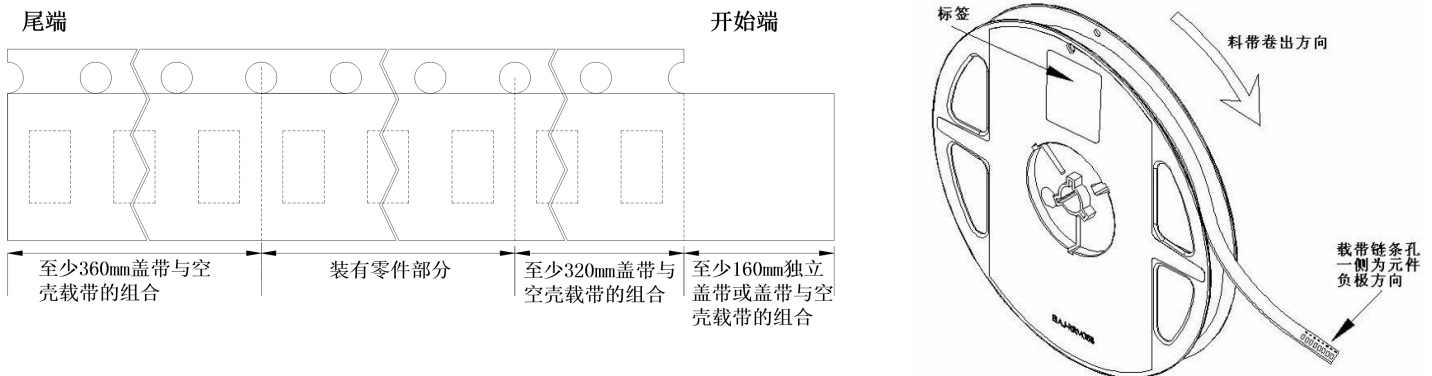 尾端
开始端
至少360mm盖带与空
壳载带的组合
装有零件部分
至少320mm盖带与
空壳载带的组合
至少160mm独立
盖带或盖带与空
壳载带的组合
标签
料带卷出方向
载带链条孔
一侧为元件
负极方向